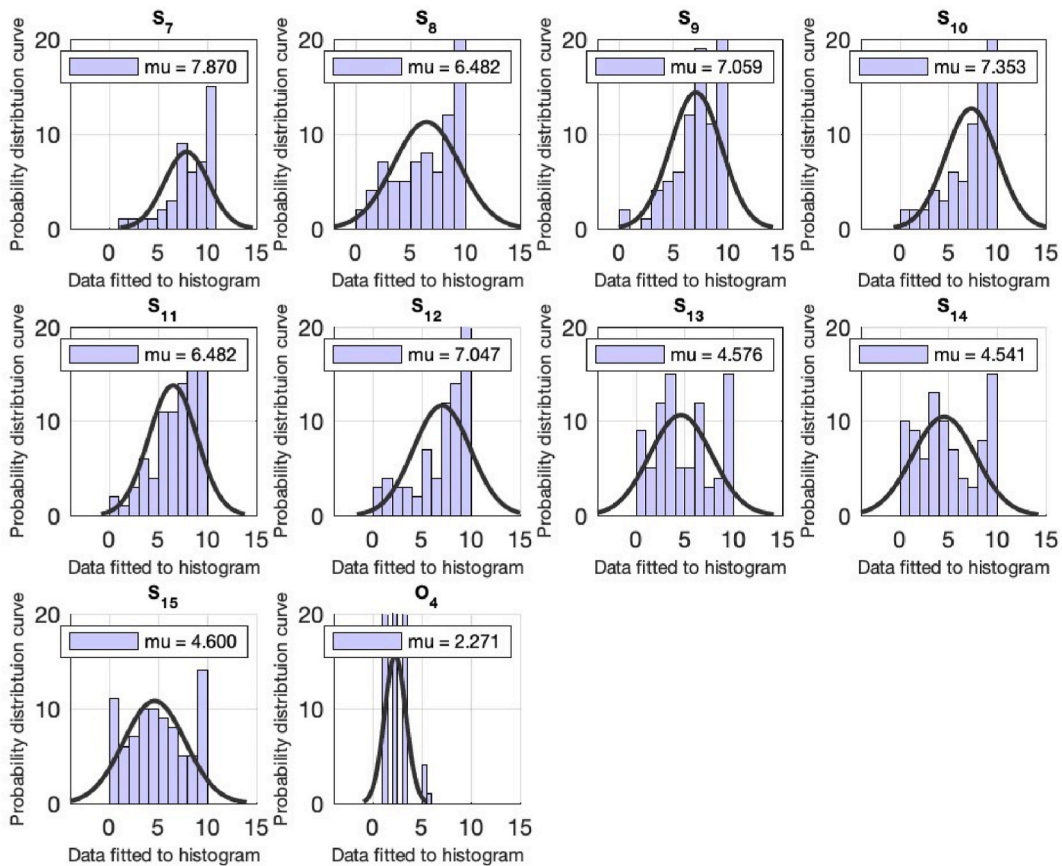 S7 S8 S9 S10
Probability distribtuion curve
20
10
0
mu = 7.870
0 5 10 15
Data fitted to histogram
Probability distribtuion curve
20
10
0
mu = 6.482
0 5 10 15
Data fitted to histogram
Probability distribtuion curve
20
10
0
mu = 7.059
0 5 10 15
Data fitted to histogram
Probability distribtuion curve
20
10
0
mu = 7.353
0 5 10 15
Data fitted to histogram
S11 S12 S13 S14
Probability distribtuion curve
20
10
0
mu = 6.482
0 5 10 15
Data fitted to histogram
Probability distribtuion curve
20
10
0
mu = 7.047
0 5 10 15
Data fitted to histogram
Probability distribtuion curve
20
10
0
mu = 4.576
0 5 10 15
Data fitted to histogram
Probability distribtuion curve
20
10
0
mu = 4.541
0 5 10 15
Data fitted to histogram
S15 O4
Probability distribtuion curve
20
10
0
mu = 4.600
0 5 10 15
Data fitted to histogram
Probability distribtuion curve
20
10
0
mu = 2.271
0 5 10 15
Data fitted to histogram